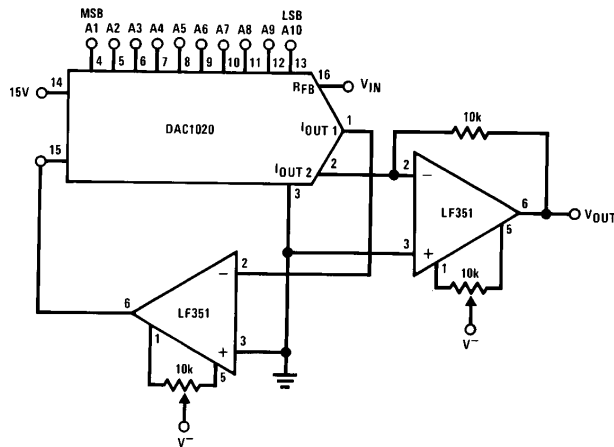 MSB
LSB
A1 A2 A3 A4 A5 A6 A7 A8 A9 A10
4 5 6 7 8 9 10 11 12 13
14
15V
RFB
16
VIN
DAC1020
IOUT 1
1
10k
15
IOUT 2
2
2
−
3
LF351
6
VOUT
3
+
5
1
2
−
10k
6
LF351
V−
1
3
+
10k
5
V−